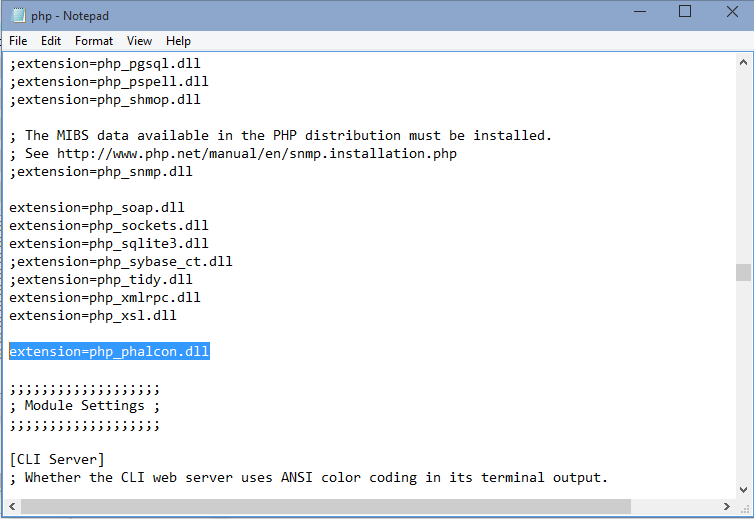 php - Notepad
File Edit Format View Help
;extension=php_pgsql.dll
;extension=php_pspell.dll
;extension=php_shmop.dll
; The MIBS data available in the PHP distribution must be installed.
; See http://www.php.net/manual/en/snmp.installation.php
;extension=php_snmp.dll
extension=php_soap.dll
extension=php_sockets.dll
extension=php_sqlite3.dll
;extension=php_sybase_ct.dll
;extension=php_tidy.dll
extension=php_xmlrpc.dll
extension=php_xsl.dll
extension=php_phalcon.dll
;;;;;;;;;;;;;;;;;;;
; Module Settings ;
;;;;;;;;;;;;;;;;;;;
[CLI Server]
; Whether the CLI web server uses ANSI color coding in its terminal output.